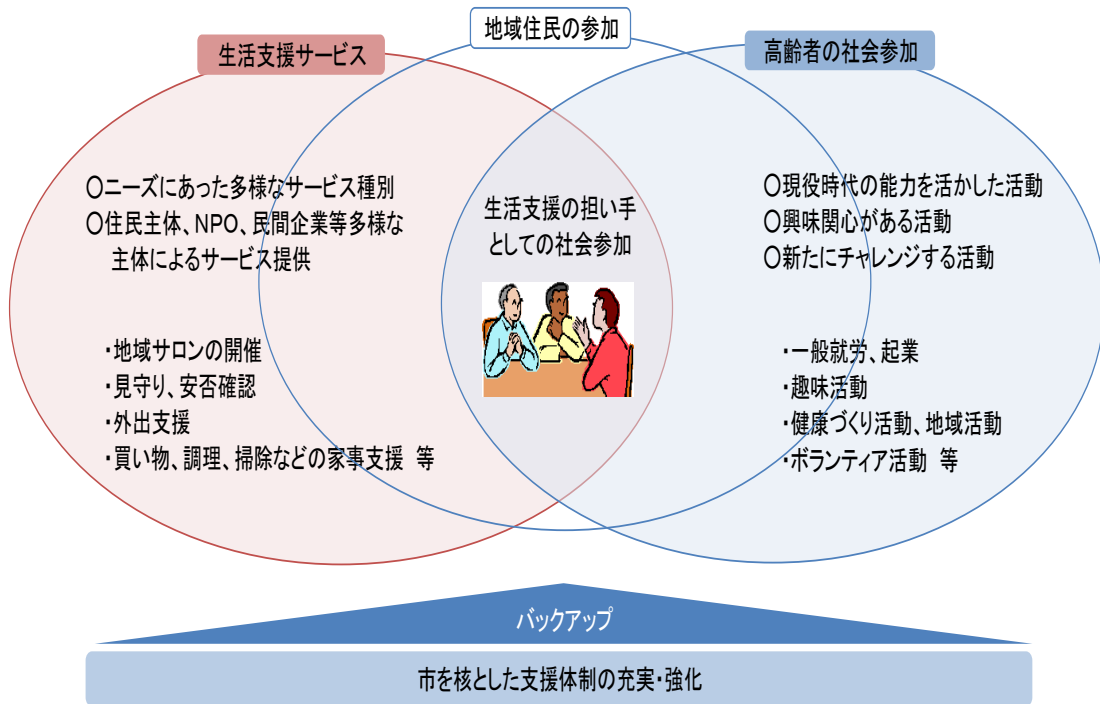 地域住民の参加
生活支援サービス
高齢者の社会参加
○ニーズにあった多様なサービス種別
○住民主体、NPO、民間企業等多様な
主体によるサービス提供
・地域サロンの開催
・見守り、安否確認
・外出支援
・買い物、調理、掃除などの家事支援 等
生活支援の担い手
としての社会参加
○現役時代の能力を活かした活動
○興味関心がある活動
○新たにチャレンジする活動
・一般就労、起業
・趣味活動
・健康づくり活動、地域活動
・ボランティア活動 等
バックアップ
市を核とした支援体制の充実・強化